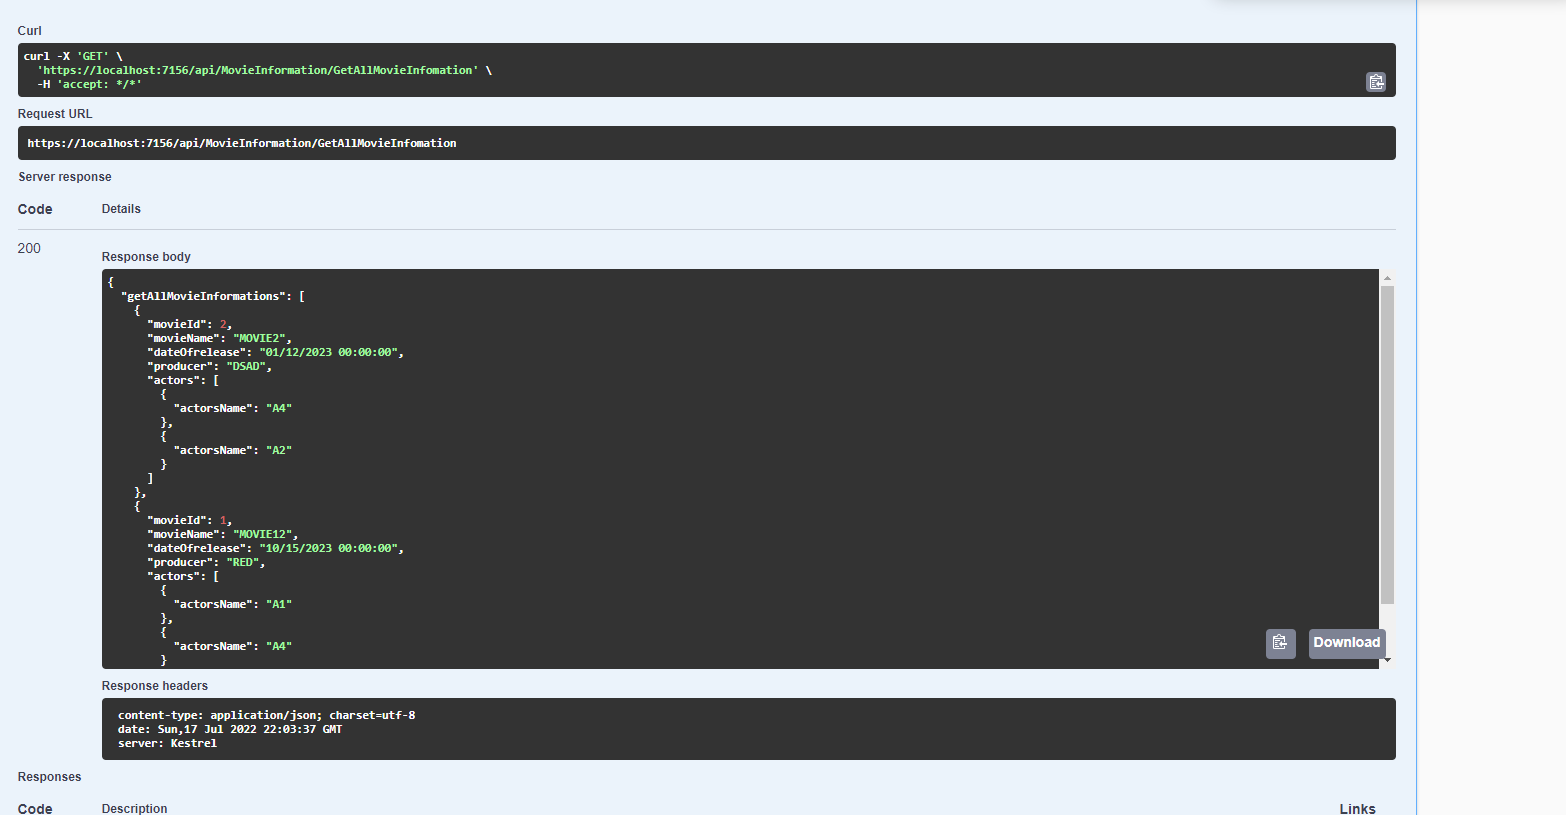 Curl
curl -X 'GET' \
  'https://localhost:7156/api/MovieInformation/GetAllMovieInfomation' \
  -H 'accept: */*'
Request URL
https://localhost:7156/api/MovieInformation/GetAllMovieInfomation
Server response
Code Details
200
Response body
{
  "getAllMovieInformations": [
    {
      "movieId": 2,
      "movieName": "MOVIE2",
      "dateOfrelease": "01/12/2023 00:00:00",
      "producer": "DSAD",
      "actors": [
        {
          "actorsName": "A4"
        },
        {
          "actorsName": "A2"
        }
      ]
    },
    {
      "movieId": 1,
      "movieName": "MOVIE12",
      "dateOfrelease": "10/15/2023 00:00:00",
      "producer": "RED",
      "actors": [
        {
          "actorsName": "A1"
        },
        {
          "actorsName": "A4"
        }
Download
Response headers
content-type: application/json; charset=utf-8
date: Sun,17 Jul 2022 22:03:37 GMT
server: Kestrel
Responses
Code Description Links